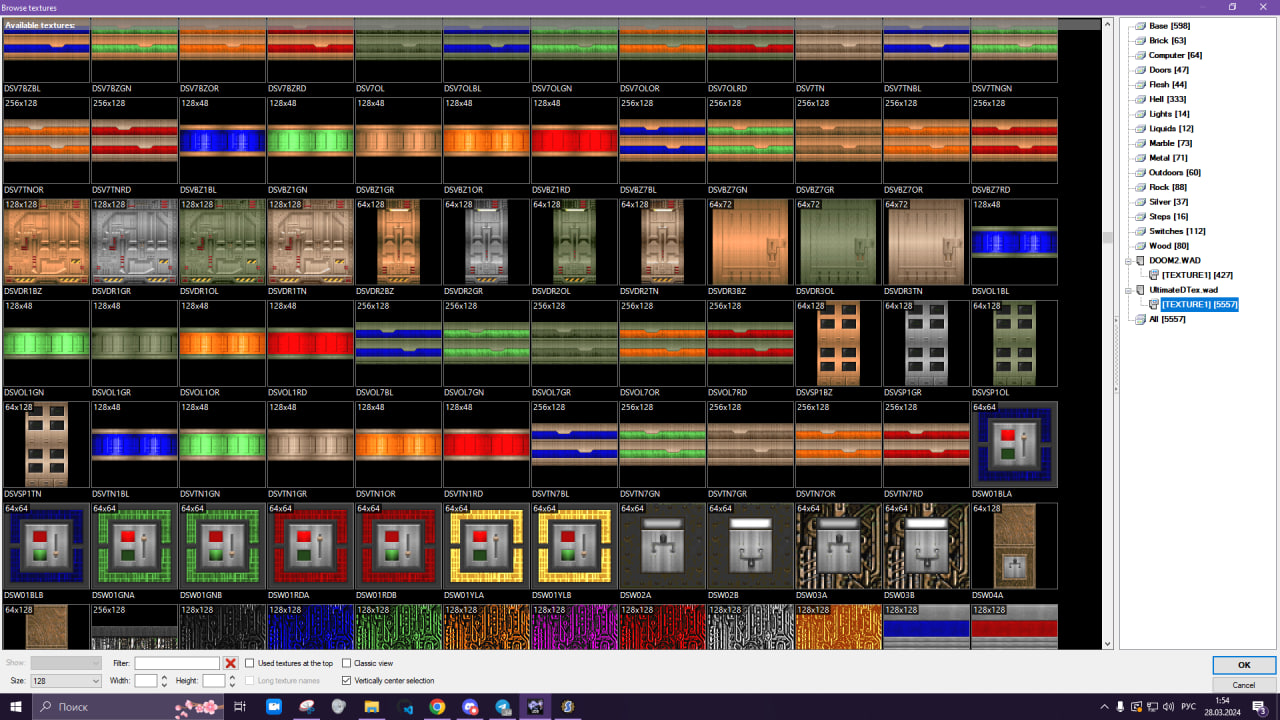 Browse textures
Available textures:
DSV7BZBL DSV7BZGN DSV7BZOR DSV7BZRD DSV7OL DSV7OLBL DSV7OLGN DSV7OLOR DSV7OLRD DSV7TN DSV7TNBL DSV7TNGN
256x128 256x128 128x48 128x48 128x48 128x48 128x48 256x128 256x128 256x128 256x128 256x128
DSV7TNOR DSV7TNRD DSVBZ1BL DSVBZ1GN DSVBZ1GR DSVBZ1OR DSVBZ1RD DSVBZ7BL DSVBZ7GN DSVBZ7GR DSVBZ7OR DSVBZ7RD
128x128 128x128 128x128 128x128 64x128 64x128 64x128 64x128 64x72 64x72 64x72 128x48
DSVDR1BZ DSVDR1GR DSVDR1OL DSVDR1TN DSVDR2BZ DSVDR2GR DSVDR2OL DSVDR2TN DSVDR3BZ DSVDR3OL DSVDR3TN DSVOL1BL
128x48 128x48 128x48 128x48 256x128 256x128 256x128 256x128 256x128 64x128 64x128 64x128
DSVOL1GN DSVOL1GR DSVOL1OR DSVOL1RD DSVOL7BL DSVOL7GN DSVOL7GR DSVOL7OR DSVOL7RD DSVSP1BZ DSVSP1GR DSVSP1OL
64x128 128x48 128x48 128x48 128x48 128x48 256x128 256x128 256x128 256x128 256x128 64x64
DSVSP1TN DSVTN1BL DSVTN1GN DSVTN1GR DSVTN1OR DSVTN1RD DSVTN7BL DSVTN7GN DSVTN7GR DSVTN7OR DSVTN7RD DSW01BLA
64x64 64x64 64x64 64x64 64x64 64x64 64x64 64x64 64x64 64x64 64x64 64x128
DSW01BLB DSW01GNA DSW01GNB DSW01RDA DSW01RDB DSW01YLA DSW01YLB DSW02A DSW02B DSW03A DSW03B DSW04A
64x128 256x128 128x128 128x128 128x128 128x128 128x128 128x128 128x128 128x128 128x128 128x128
Base [598]
Brick [63]
Computer [64]
Doors [47]
Flesh [44]
Hell [333]
Lights [14]
Liquids [12]
Marble [73]
Metal [71]
Outdoors [60]
Rock [88]
Silver [37]
Steps [16]
Switches [112]
Wood [80]
DOOM2.WAD
[TEXTURE1] [427]
UltimateDTex.wad
[TEXTURE1] [5557]
All [5557]
Show: Filter: Used textures at the top Classic view
Size: 128 Width: Height: Long texture names Vertically center selection
OK
Cancel
Поиск
РУС
1:54
28.03.2024
3